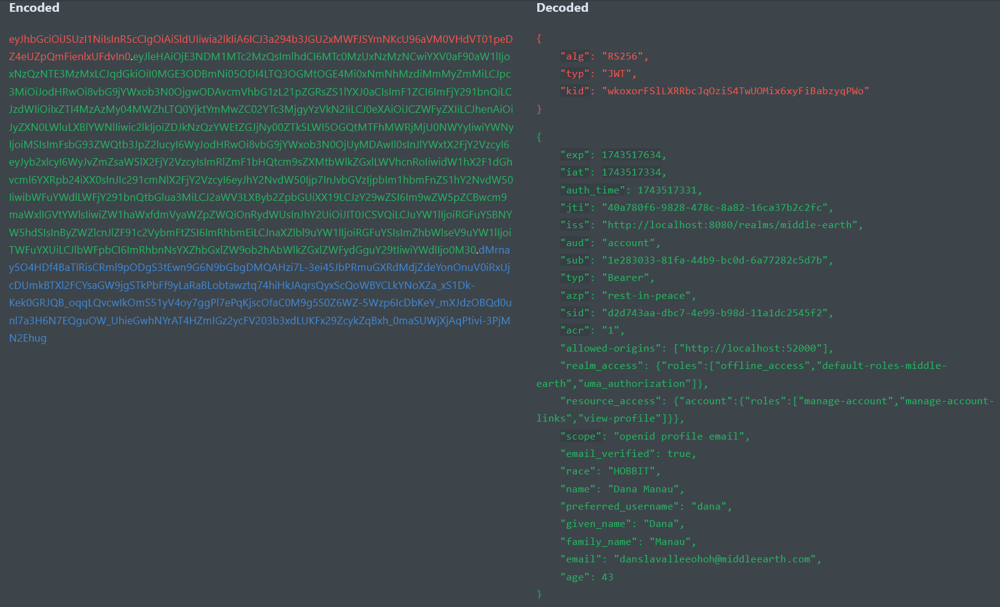 Encoded
eyJhbGciOiJSUzI1NiIsInR5cCIgOiAiSldUIiwia2lkIiA6ICJ3a294b3JGU2xMWFJSYmNKcU96aVM0VHdVT01peD
Z4eUZpQmFienlxUFdvIn0.eyJleHAiOjE3NDM1MTc2MzQsImlhdCI6MTc0MzUxNzMzNCwiYXV0aF90aW1lIjo
xNzQzNTE3MzMxLCJqdGkiOiI0MGE3ODBmNi05ODI4LTQ3OGMtOGE4Mi0xNmNhMzdiMmMyZmMiLCJpc
3MiOiJodHRwOi8vbG9jYWxob3N0OjgwODAvcmVhbG1zL21pZGRsZS1lYXJ0aCIsImF1ZCI6ImFjY291bnQiLC
JzdWIiOiIxZTI4MzAzMy04MWZhLTQ0YjktYmMwZC02YTc3MjgyYzVkN2IiLCJ0eXAiOiJCZWFyZXIiLCJhenAiOi
JyZXN0LWluLXBlYWNlIiwic2lkIjoiZDJkNzQzYWEtZGJjNy00ZTk5LWI5OGQtMTFhMWRjMjU0NWYyIiwiYWNy
IjoiMSIsImFsbG93ZWQtb3JpZ2lucyI6WyJodHRwOi8vbG9jYWxob3N0OjUyMDAwIl0sInJlYWxtX2FjY2VzcyI6
eyJyb2xlcyI6WyJvZmZsaW5lX2FjY2VzcyIsImRlZmF1bHQtcm9sZXMtbWlkZGxlLWVhcnRoIiwidW1hX2F1dGh
vcml6YXRpb24iXX0sInJlc291cmNlX2FjY2VzcyI6eyJhY2NvdW50Ijp7InJvbGVzIjpbIm1hbmFnZS1hY2NvdW50
IiwibWFuYWdlLWFjY291bnQtbGlua3MiLCJ2aWV3LXByb2ZpbGUiXX19LCJzY29wZSI6Im9wZW5pZCBwcm9
maWxlIGVtYWlsIiwiZW1haWxfdmVyaWZpZWQiOnRydWUsInJhY2UiOiJIT0JCSVQiLCJuYW1lIjoiRGFuYSBNY
W5hdSIsInByZWZlcnJlZF91c2VybmFtZSI6ImRhbmEiLCJnaXZlbl9uYW1lIjoiRGFuYSIsImZhbWlseV9uYW1lIjoi
TWFuYXUiLCJlbWFpbCI6ImRhbnNsYXZhbGxlZW9ob2hAbWlkZGxlZWFydGguY29tIiwiYWdlIjo0M30.dMrna
y5O4HDf4BaTlRisCRml9pODgS3tEwn9G6N9bGbgDMQAHzi7L-3ei45JbPRmuGXRdMdjZdeYonOnuV0iRxUj
cDUmkBTXl2FCYsaGW9jgSTkPbFf9yLaRaBLobtawztq74hiHkJAqrsQyxScQoWBYCLkYNoXZa_xS1Dk-
Kek0GRJQB_oqqLQvcwIkOmS51yV4oy7ggPl7ePqKjscOfaC0M9g5S0Z6WZ-5Wzp6IcDbKeY_mXJdzOBQd0u
nl7a3H6N7EQguOW_UhieGwhNYrAT4HZmIGz2ycFV203b3xdLUKFx29ZcykZqBxh_0maSUWjXjAqPtivi-3PjM
N2Ehug
Decoded
{
"alg": "RS256",
"typ": "JWT",
"kid": "wkoxorFSlLXRRbcJqOziS4TwUOMix6xyFiBabzyqPWo"
}
{
"exp": 1743517634,
"iat": 1743517334,
"auth_time": 1743517331,
"jti": "40a780f6-9828-478c-8a82-16ca37b2c2fc",
"iss": "http://localhost:8080/realms/middle-earth",
"aud": "account",
"sub": "1e283033-81fa-44b9-bc0d-6a77282c5d7b",
"typ": "Bearer",
"azp": "rest-in-peace",
"sid": "d2d743aa-dbc7-4e99-b98d-11a1dc2545f2",
"acr": "1",
"allowed-origins": ["http://localhost:52000"],
"realm_access": {"roles":["offline_access","default-roles-middle-
earth","uma_authorization"]},
"resource_access": {"account":{"roles":["manage-account","manage-account-
links","view-profile"]}},
"scope": "openid profile email",
"email_verified": true,
"race": "HOBBIT",
"name": "Dana Manau",
"preferred_username": "dana",
"given_name": "Dana",
"family_name": "Manau",
"email": "danslavalleeohoh@middleearth.com",
"age": 43
}